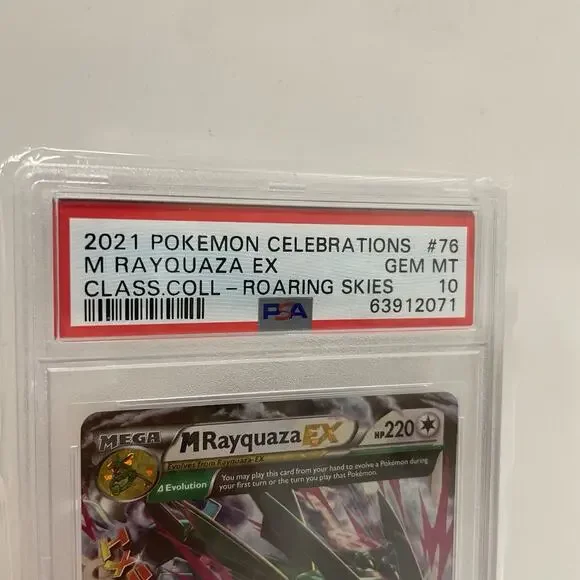 2021 POKEMON CELEBRATIONS #76
M RAYQUAZA EX GEM MT
CLASS.COLL - ROARING SKIES 10
PSA 63912071
MEGA
M Rayquaza EX HP 220
Evolves from Rayquaza-EX
Δ Evolution
You may play this card from your hand to evolve a Pokémon during
your first turn or the turn you play that Pokémon.